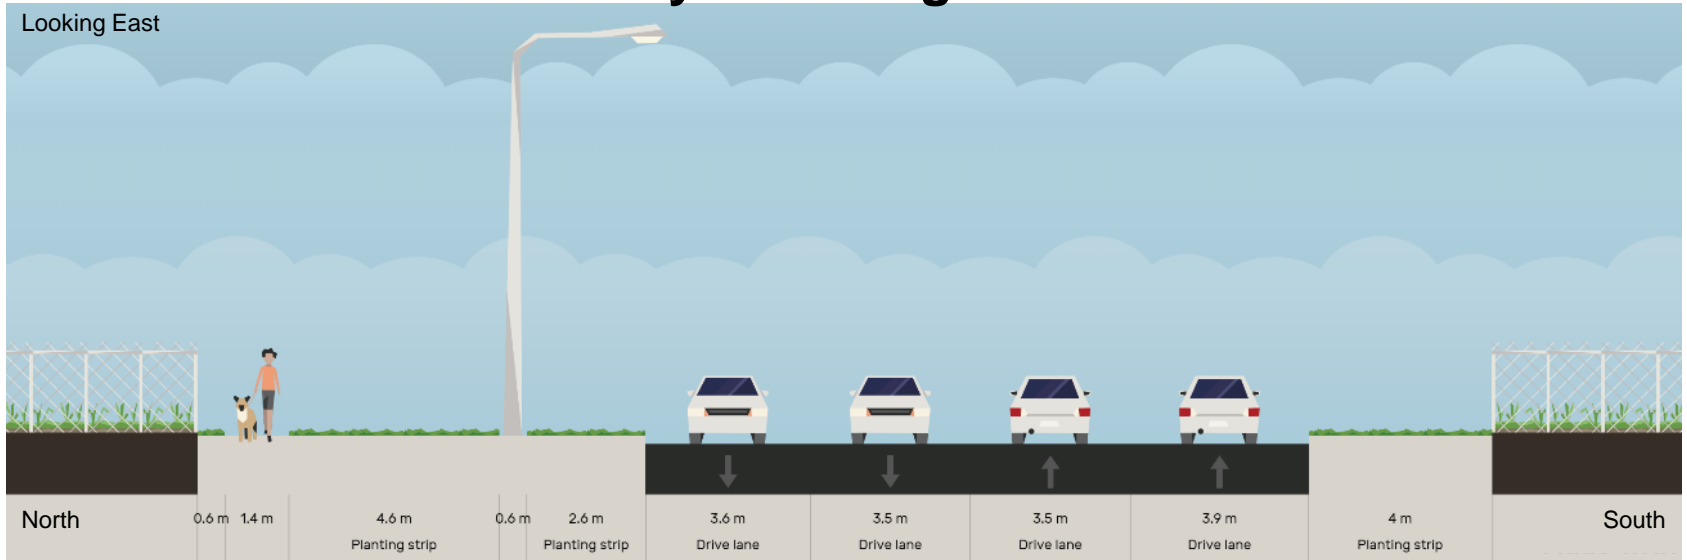 Looking East
North 0.6 m 1.4 m 4.6 m 0.6 m 2.6 m 3.6 m 3.5 m 3.5 m 3.9 m 4 m South
Planting strip Planting strip Drive lane Drive lane Drive lane Drive lane Planting strip